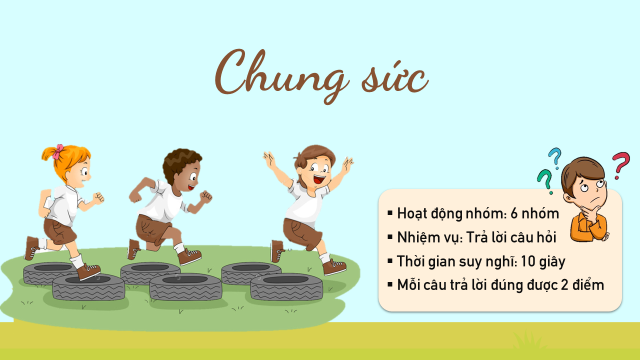 Chung sức
▪ Hoạt động nhóm: 6 nhóm
▪ Nhiệm vụ: Trả lời câu hỏi
▪ Thời gian suy nghĩ: 10 giây
▪ Mỗi câu trả lời đúng được 2 điểm